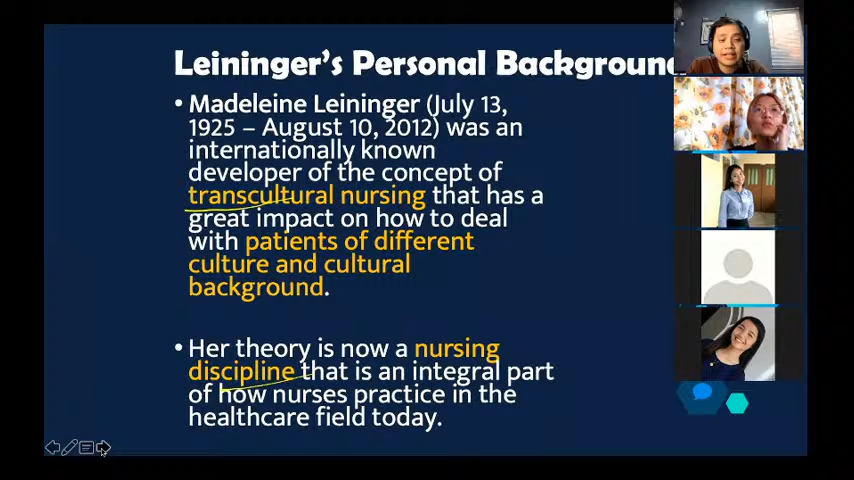 Leininger's Personal Background
• Madeleine Leininger (July 13,
1925 – August 10, 2012) was an
internationally known
developer of the concept of
transcultural nursing that has a
great impact on how to deal
with patients of different
culture and cultural
background.
• Her theory is now a nursing
discipline that is an integral part
of how nurses practice in the
healthcare field today.